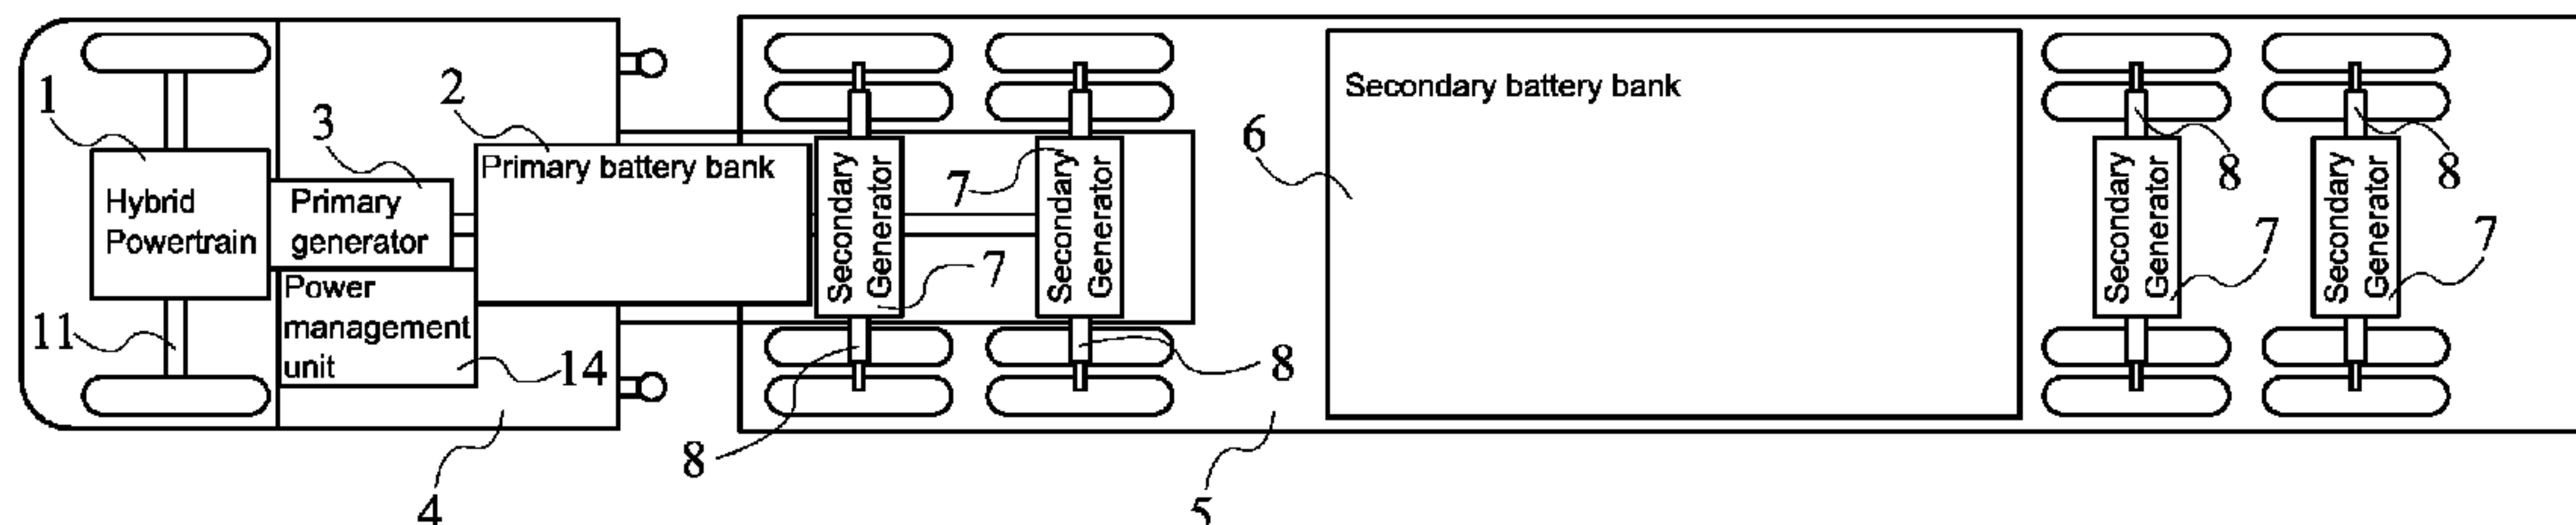 1
Hybrid
Powertrain
11
3
Primary
generator
Power
management
unit
14
4
2
Primary battery bank
Secondary
Generator
7
8
7
Secondary
Generator
8
5
6
Secondary battery bank
8
Secondary
Generator
7
8
Secondary
Generator
7